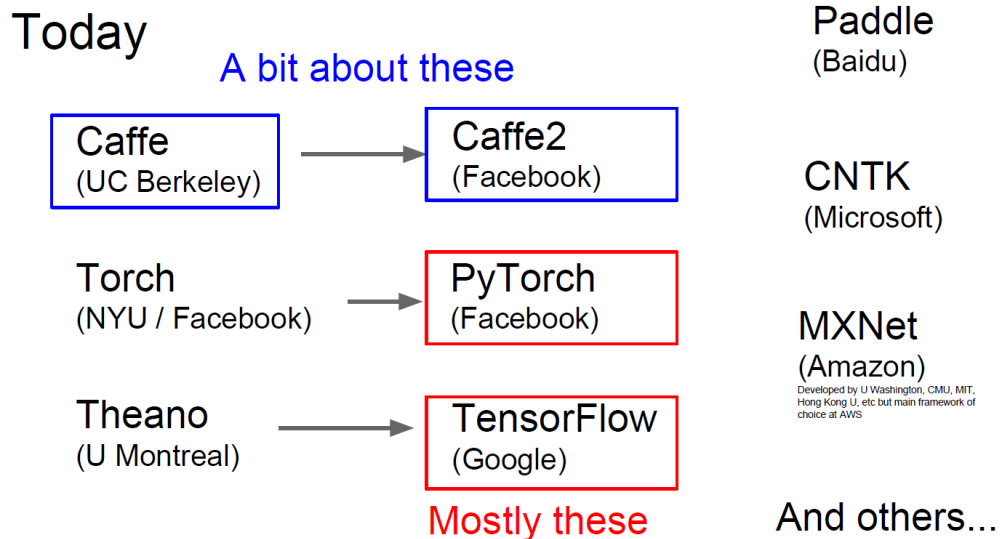 Today
A bit about these
Caffe
(UC Berkeley)
Caffe2
(Facebook)
Torch
(NYU / Facebook)
PyTorch
(Facebook)
Theano
(U Montreal)
TensorFlow
(Google)
Mostly these
Paddle
(Baidu)
CNTK
(Microsoft)
MXNet
(Amazon)
Developed by U Washington, CMU, MIT,
Hong Kong U, etc but main framework of
choice at AWS
And others...